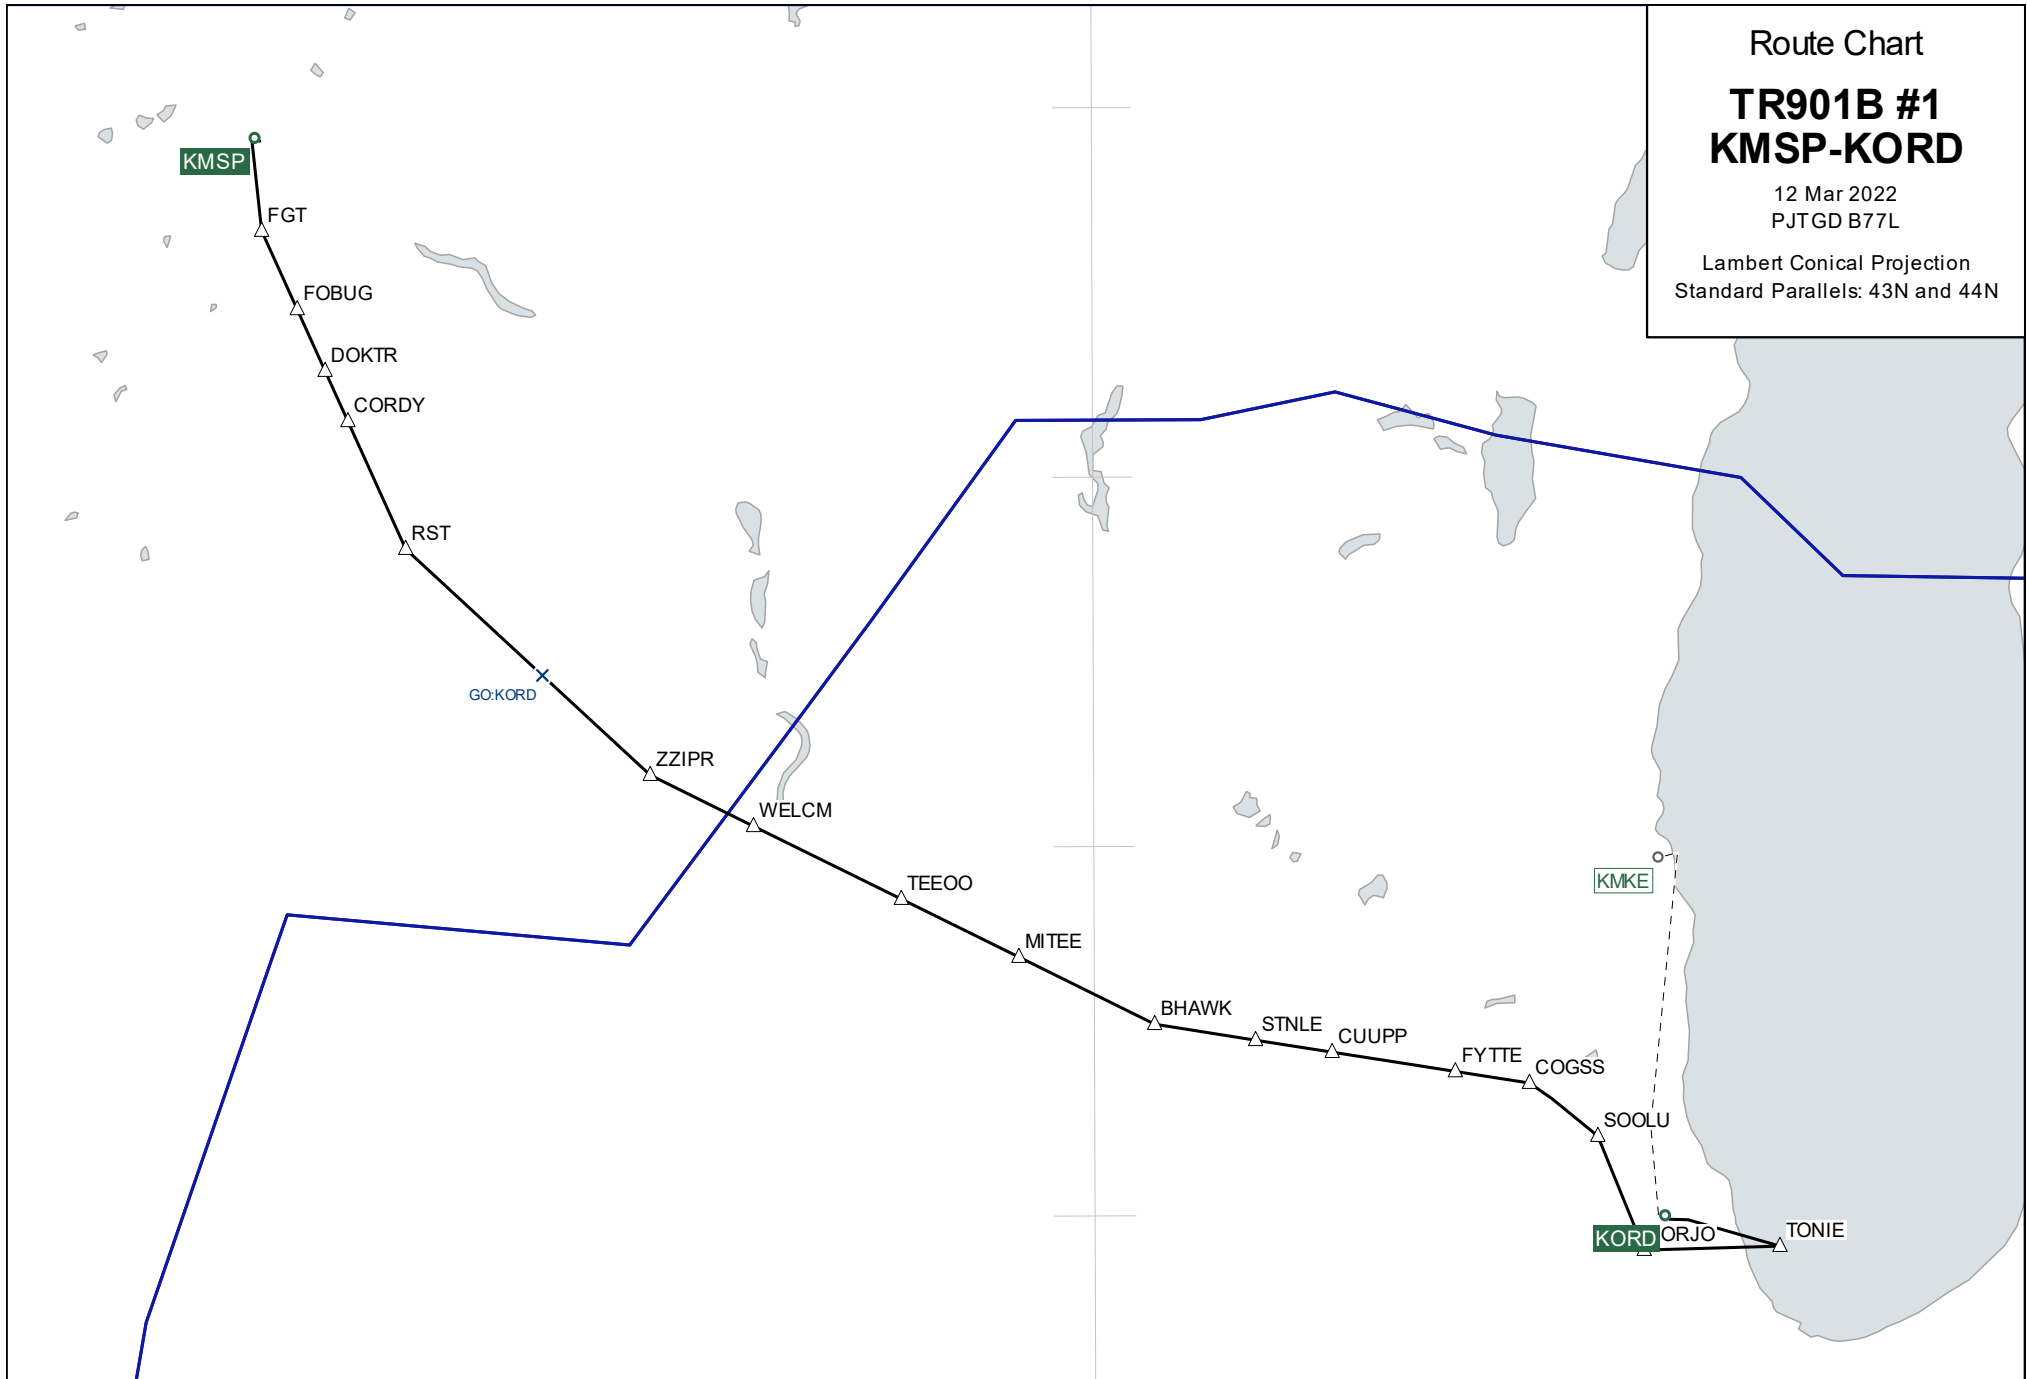 Route Chart
TR901B #1
KMSP-KORD
12 Mar 2022
PJTGD B77L
Lambert Conical Projection
Standard Parallels: 43N and 44N
KMSP
FGT
FOBUG
DOKTR
CORDY
RST
GO:KORD
ZZIPR
WELCM
TEEOO
KMKE
MITEE
BHAWK
STNLE
CUUPP
FYTTE
COGSS
SOOLU
KORD
ORJO
TONIE